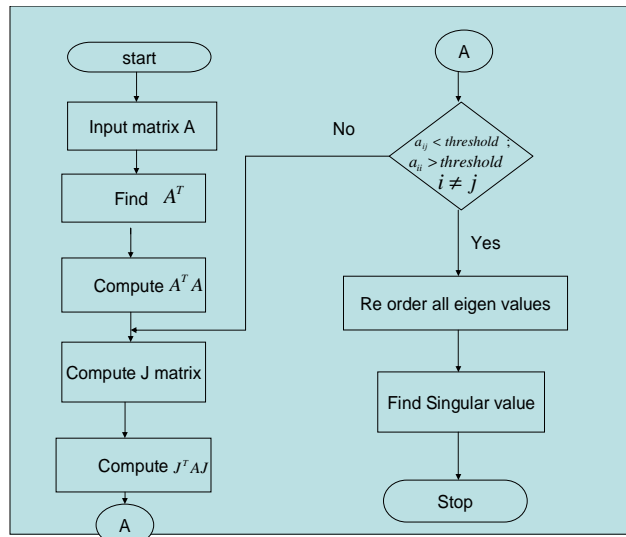 start
Input matrix A
Find A^T
Compute A^T A
Compute J matrix
Compute J^T AJ
A
A
No
a_ij < threshold ;
a_ii > threshold
i ≠ j
Yes
Re order all eigen values
Find Singular value
Stop